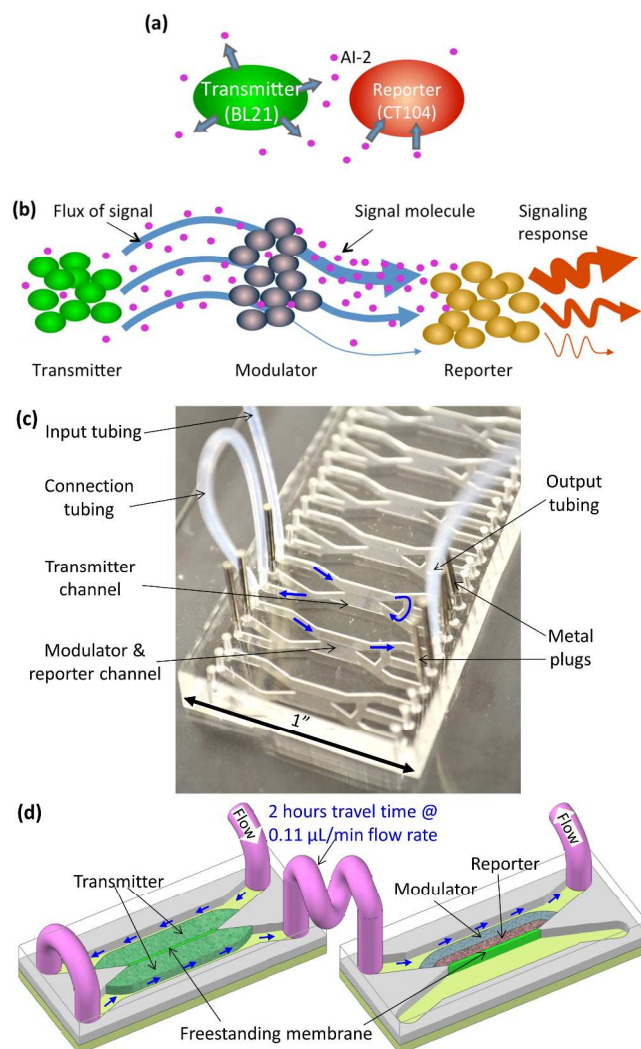 (a)
AI-2
Transmitter
(BL21)
Reporter
(CT104)
(b)
Flux of signal
Signal molecule
Signaling
response
Transmitter
Modulator
Reporter
(c)
Input tubing
Connection
tubing
Output
tubing
Transmitter
channel
Modulator &
reporter channel
Metal
plugs
1”
(d)
2 hours travel time @
0.11 µL/min flow rate
Flow
Flow
Transmitter
Reporter
Modulator
Transmitter
Freestanding membrane